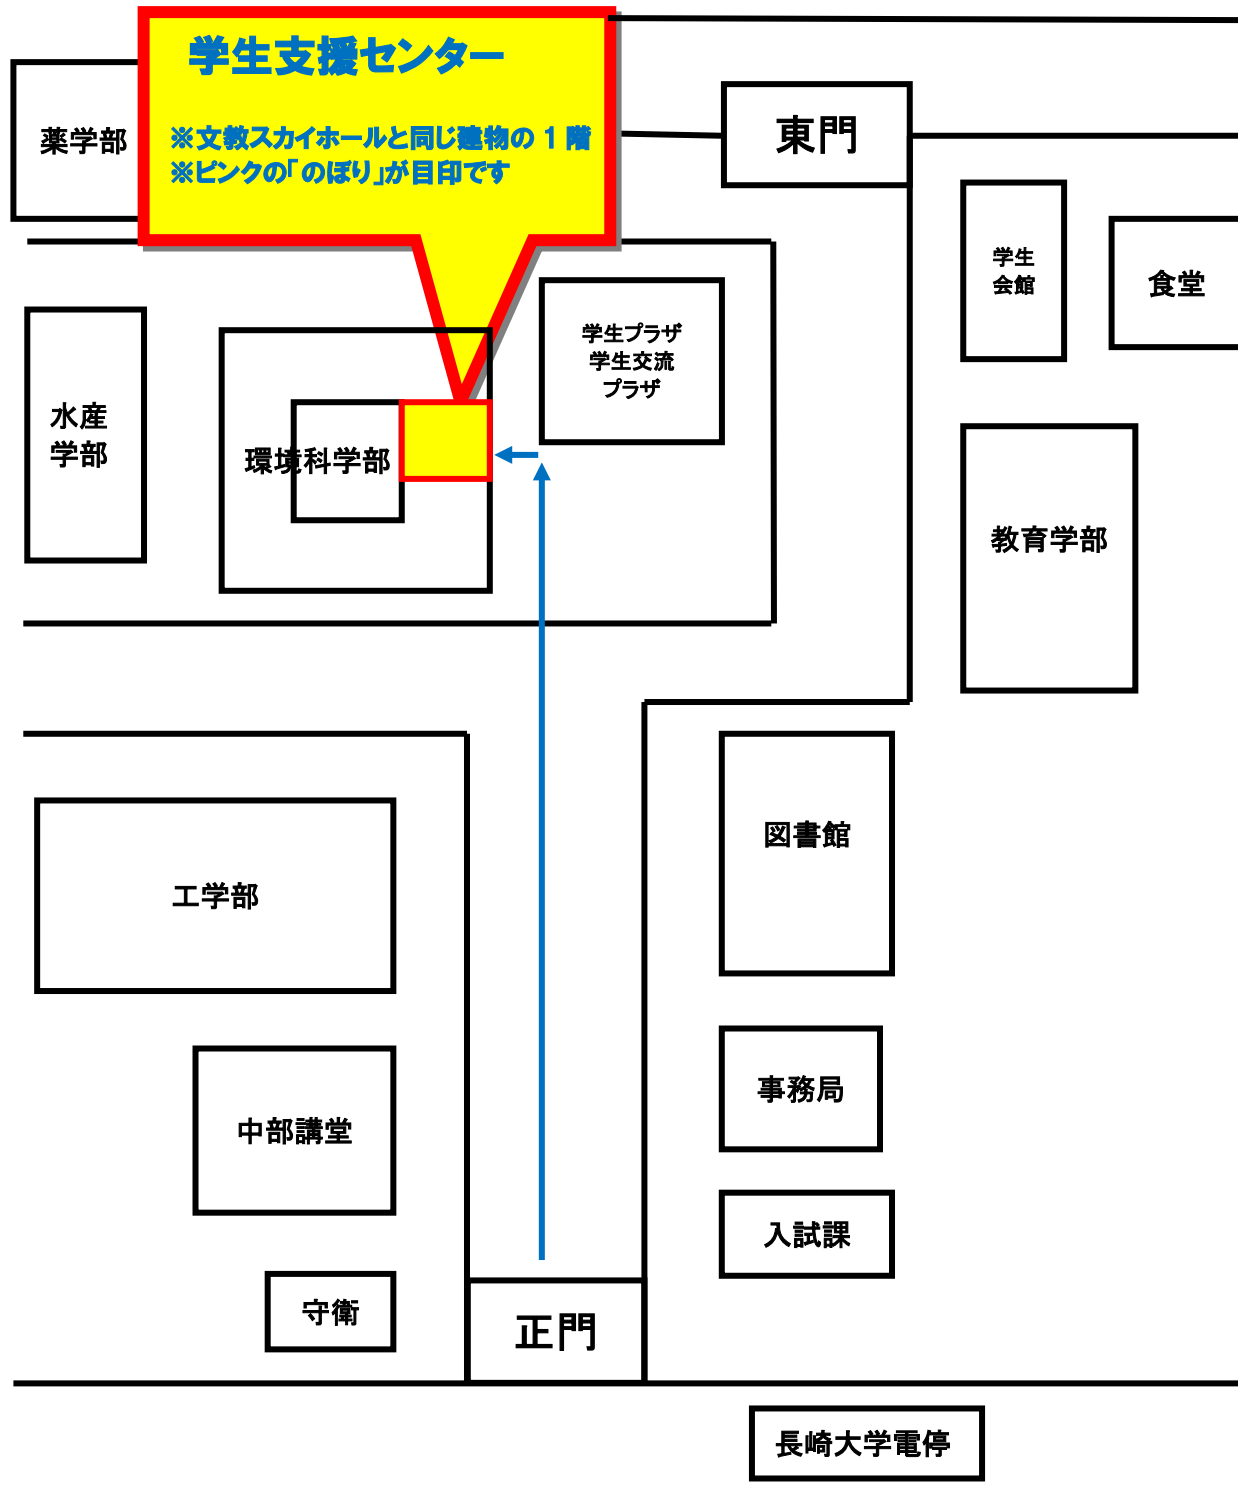 学生支援センター
※文教スカイホールと同じ建物の 1 階
※ピンクの「のぼり」が目印です
薬学部
東門
学生
会館
食堂
学生プラザ
学生交流
プラザ
水産
学部
環境科学部
教育学部
図書館
工学部
事務局
中部講堂
入試課
守衛
正門
長崎大学電停